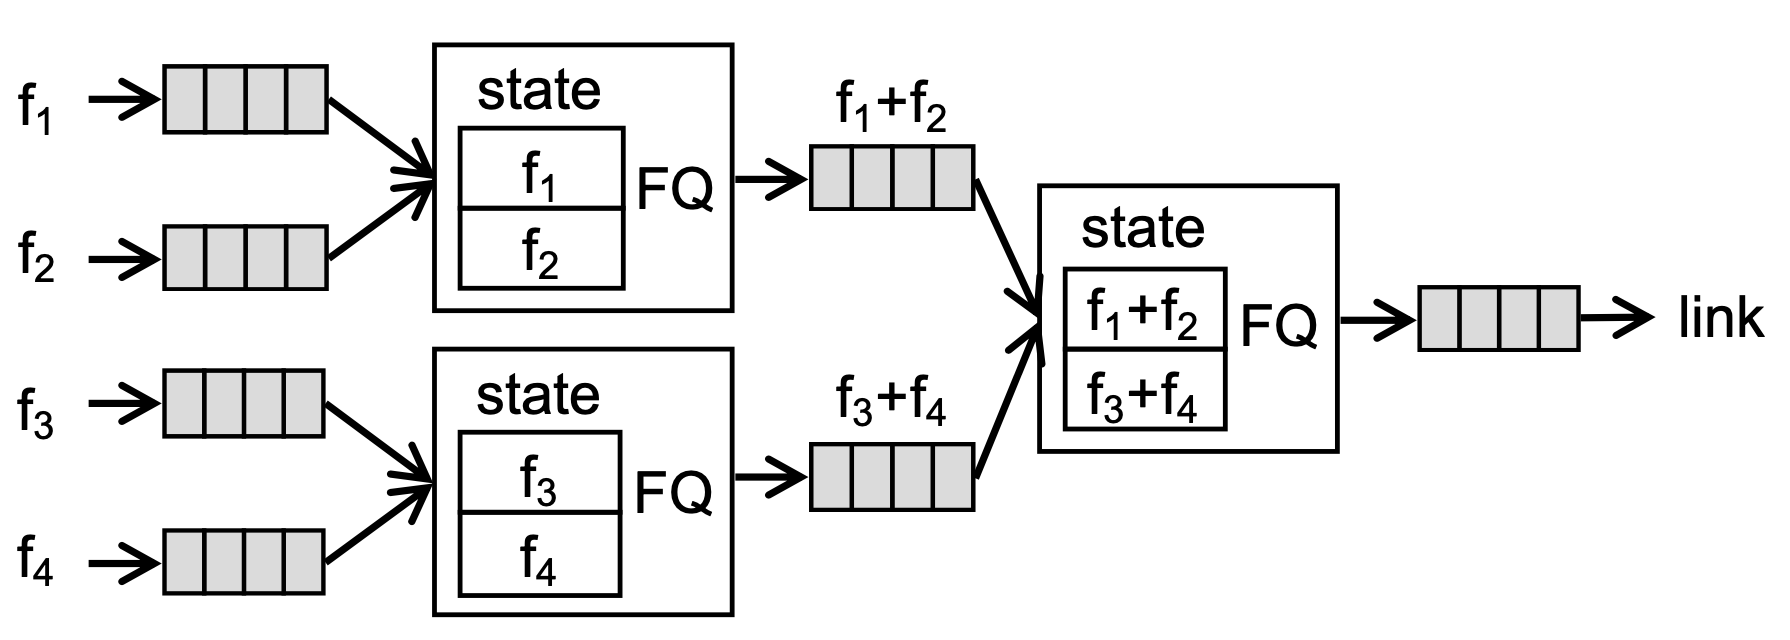 f₁
f₂
state
f₁
f₂
FQ
f₁+f₂
f₃
f₄
state
f₃
f₄
FQ
f₃+f₄
state
f₁+f₂
f₃+f₄
FQ
link